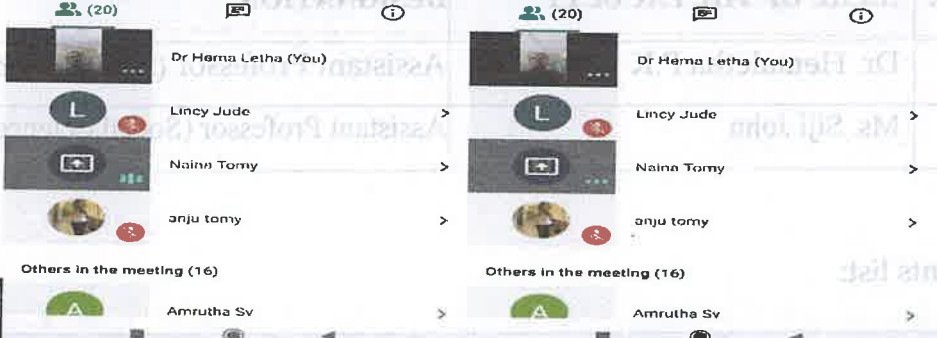 (20)
Dr Hema Letha (You)
L
Lincy Jude
Naina Tomy
anju tomy
Others in the meeting (16)
A
Amrutha Sv
(20)
Dr Hema Letha (You)
L
Lincy Jude
Naina Tomy
anju tomy
Others in the meeting (16)
A
Amrutha Sv
Assistant Professor
Ms. Siji John
Assistant Professor